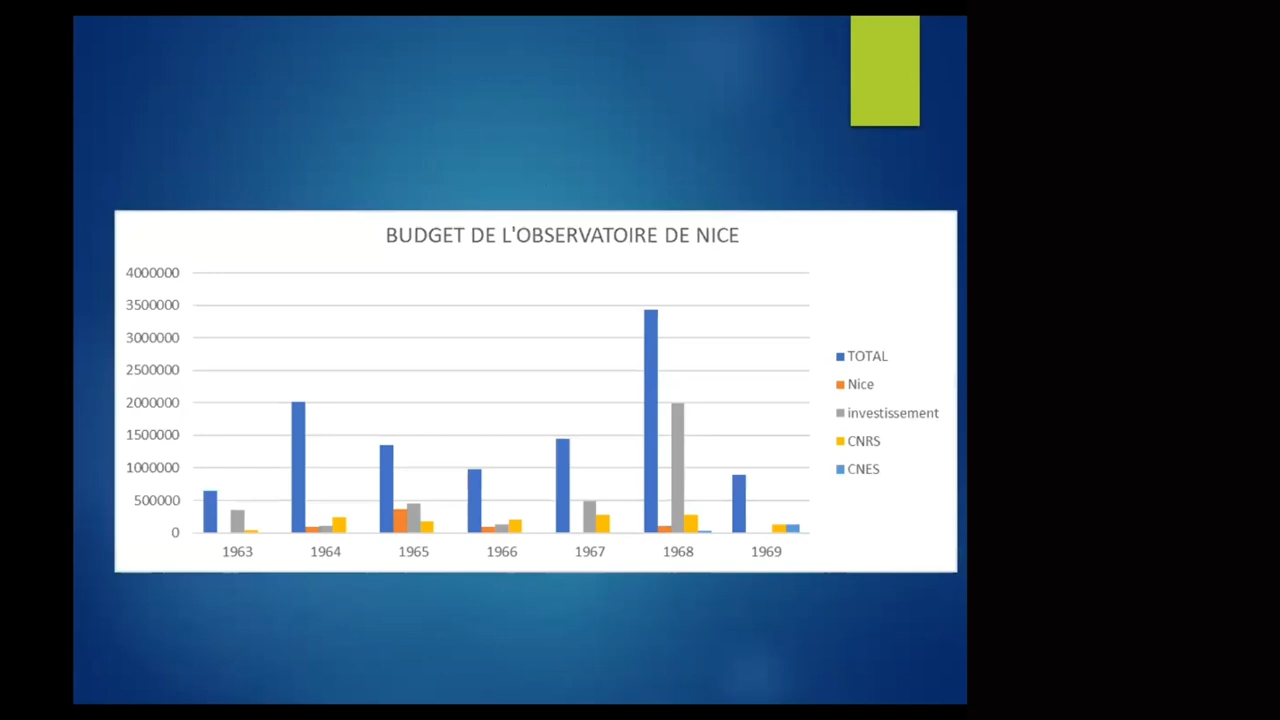 BUDGET DE L'OBSERVATOIRE DE NICE
4000000
3500000
3000000
2500000
2000000
1500000
1000000
500000
0
1963 1964 1965 1966 1967 1968 1969
TOTAL
Nice
investissement
CNRS
CNES